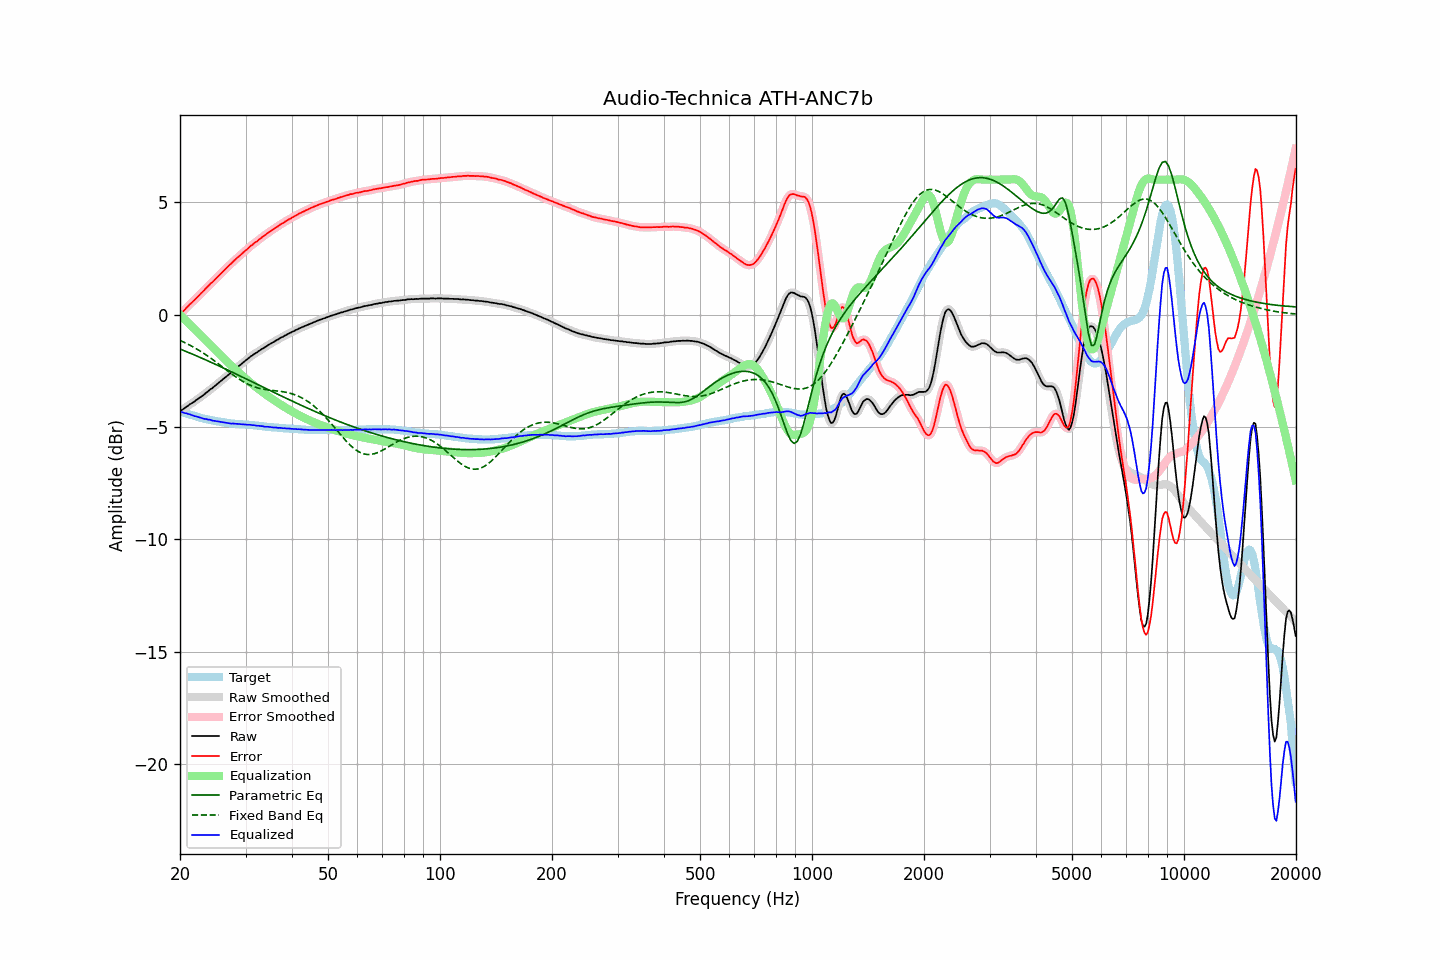 Audio-Technica ATH-ANC7b
Amplitude (dBr)
5
0
−5
−10
−15
−20
Target
Raw Smoothed
Error Smoothed
Raw
Error
Equalization
Parametric Eq
Fixed Band Eq
Equalized
20 50 100 200 500 1000 2000 5000 10000 20000
Frequency (Hz)